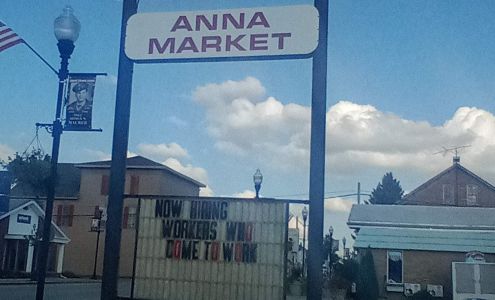 ANNA
MARKET
NOW HIRING
WORKERS WHO
COME TO WORK